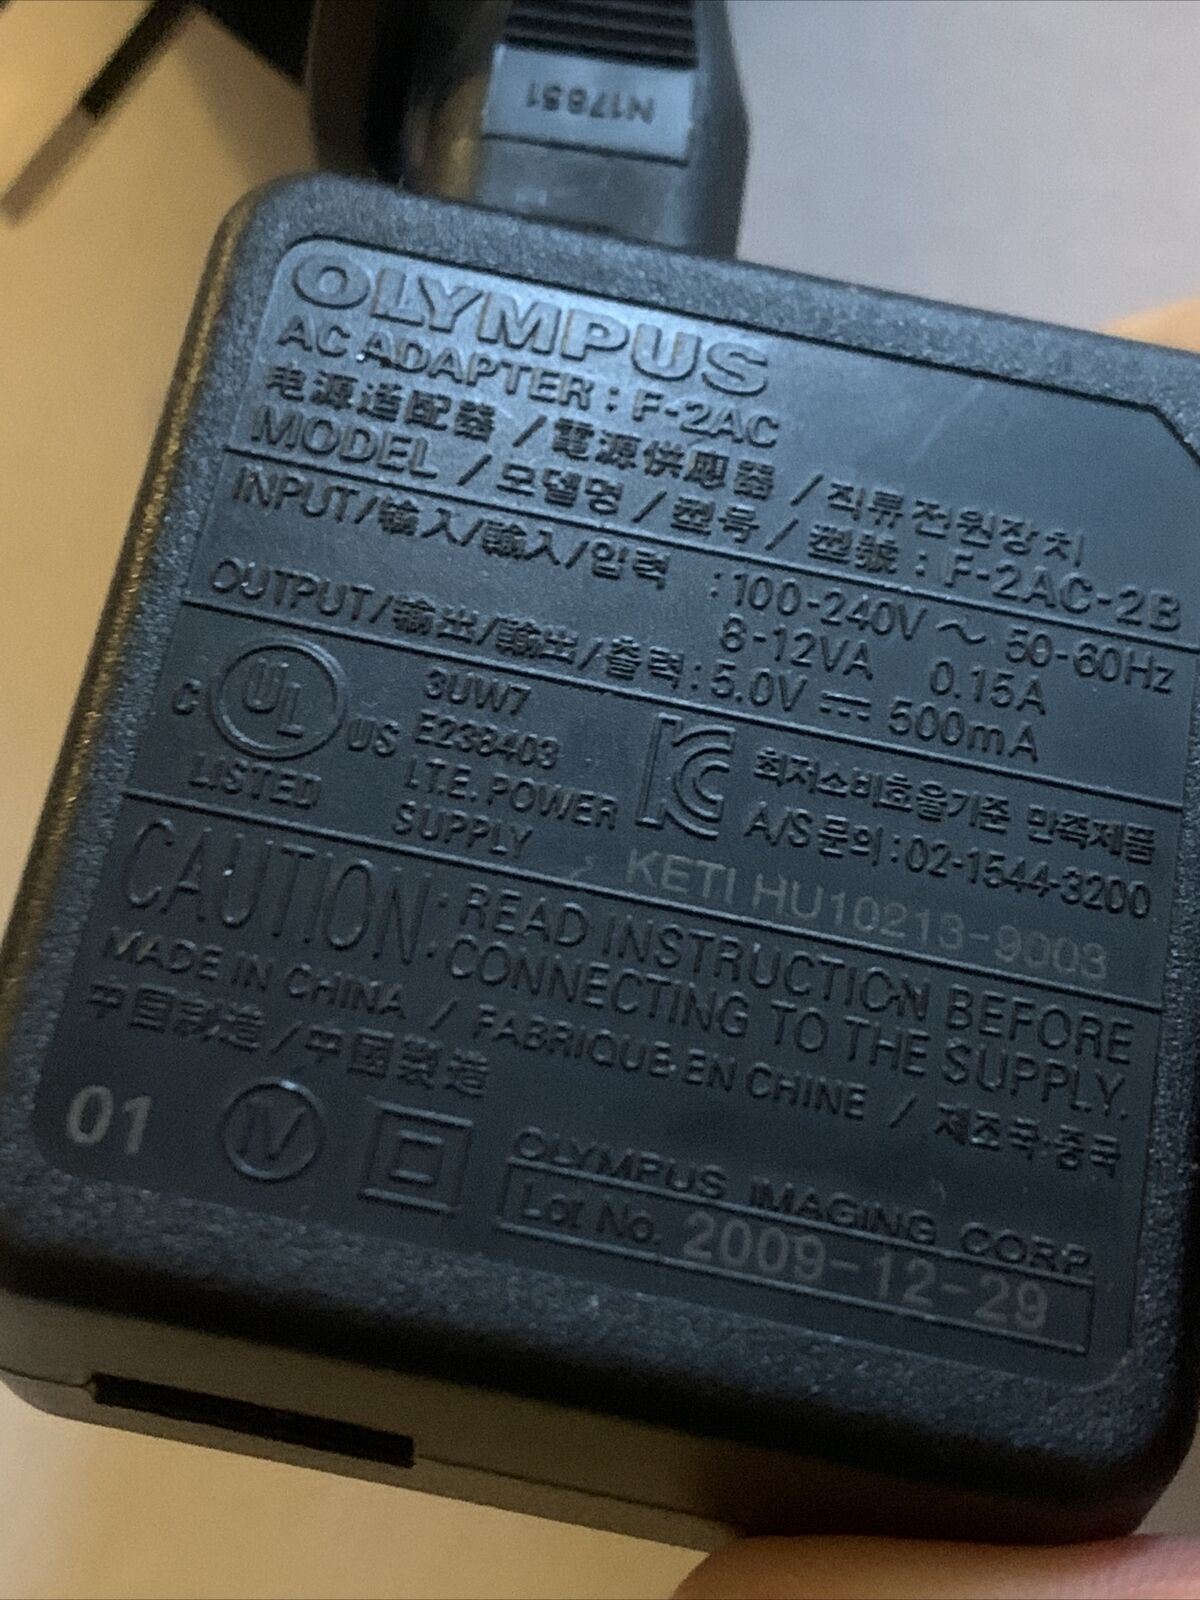 N17851
OLYMPUS
AC ADAPTER : F-2AC
电源适配器 / 電源供應器 / 직류전원장치
MODEL / 모델명 / 型号 / 型號 : F-2AC-2B
INPUT/输入/輸入/입력 : 100-240V ~ 50-60Hz
8-12VA 0.15A
OUTPUT/输出/輸出/출력 : 5.0V ⎓ 500mA
C UL US
LISTED
3UW7
E238403
I.T.E. POWER
SUPPLY
KC
최저소비효율기준 만족제품
A/S문의 : 02-1544-3200
KETI HU10213-9003
CAUTION: READ INSTRUCTION BEFORE
CONNECTING TO THE SUPPLY.
MADE IN CHINA / FABRIQUE EN CHINE / 제조국:중국
中国制造 / 中國製造
01 IV
OLYMPUS IMAGING CORP
Lot No. 2009-12-29